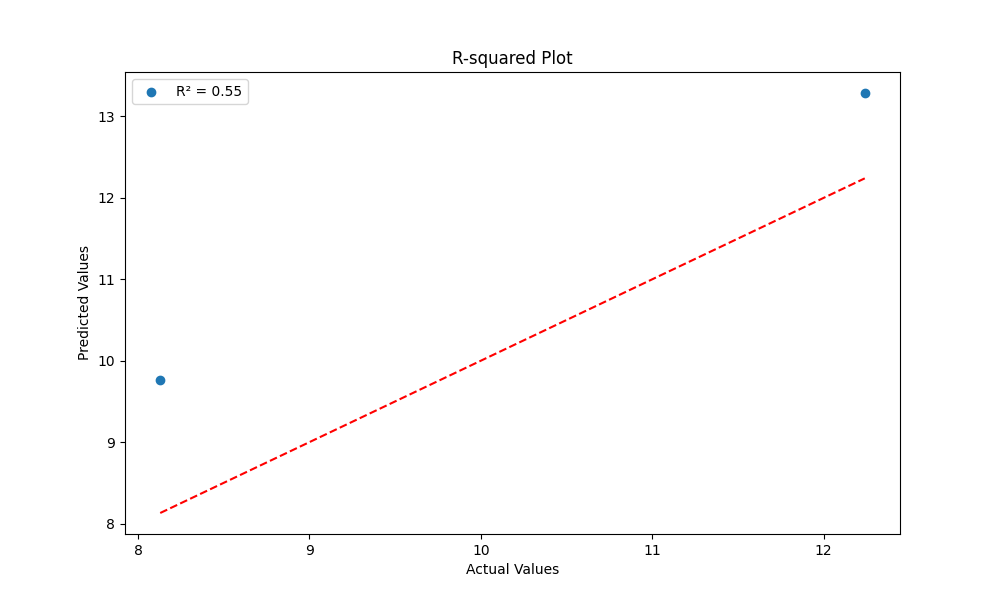 R-squared Plot
R² = 0.55
13
12
11
10
9
8
Predicted Values
8
9
10
11
12
Actual Values